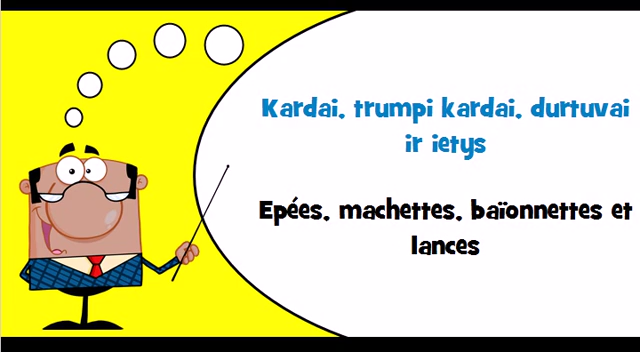 Kardai, trumpi kardai, durtuvai
ir ietys
Epées, machettes, baïonnettes et
lances